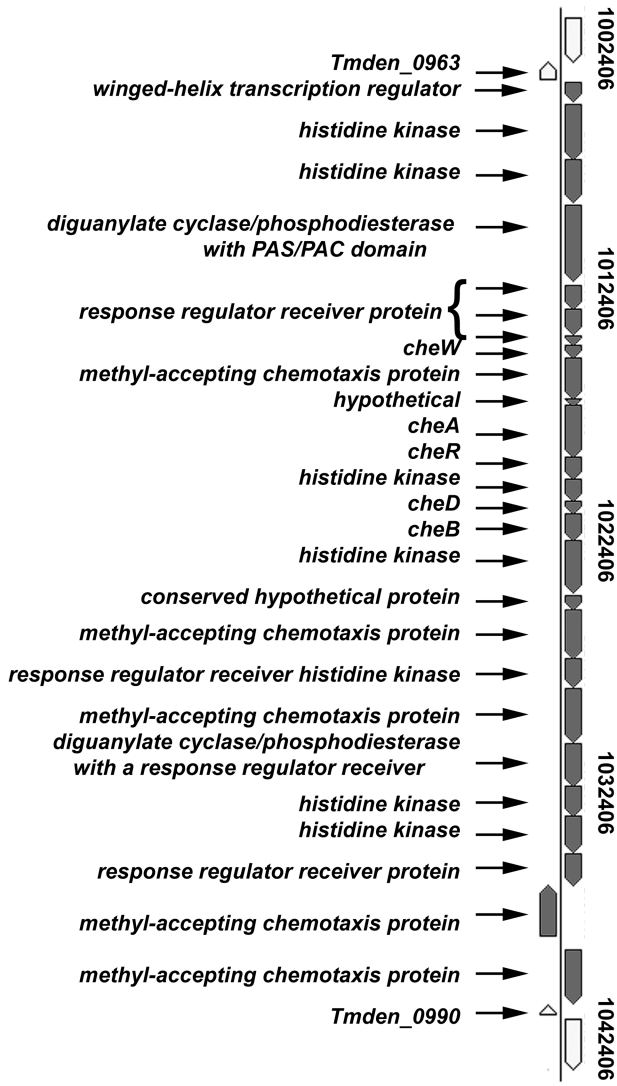 Tmden_0963
winged-helix transcription regulator
histidine kinase
histidine kinase
diguanylate cyclase/phosphodiesterase
with PAS/PAC domain
response regulator receiver protein
cheW
methyl-accepting chemotaxis protein
hypothetical
cheA
cheR
histidine kinase
cheD
cheB
histidine kinase
conserved hypothetical protein
methyl-accepting chemotaxis protein
response regulator receiver histidine kinase
methyl-accepting chemotaxis protein
diguanylate cyclase/phosphodiesterase
with a response regulator receiver
histidine kinase
histidine kinase
response regulator receiver protein
methyl-accepting chemotaxis protein
methyl-accepting chemotaxis protein
Tmden_0990
1002406
1012406
1022406
1032406
1042406